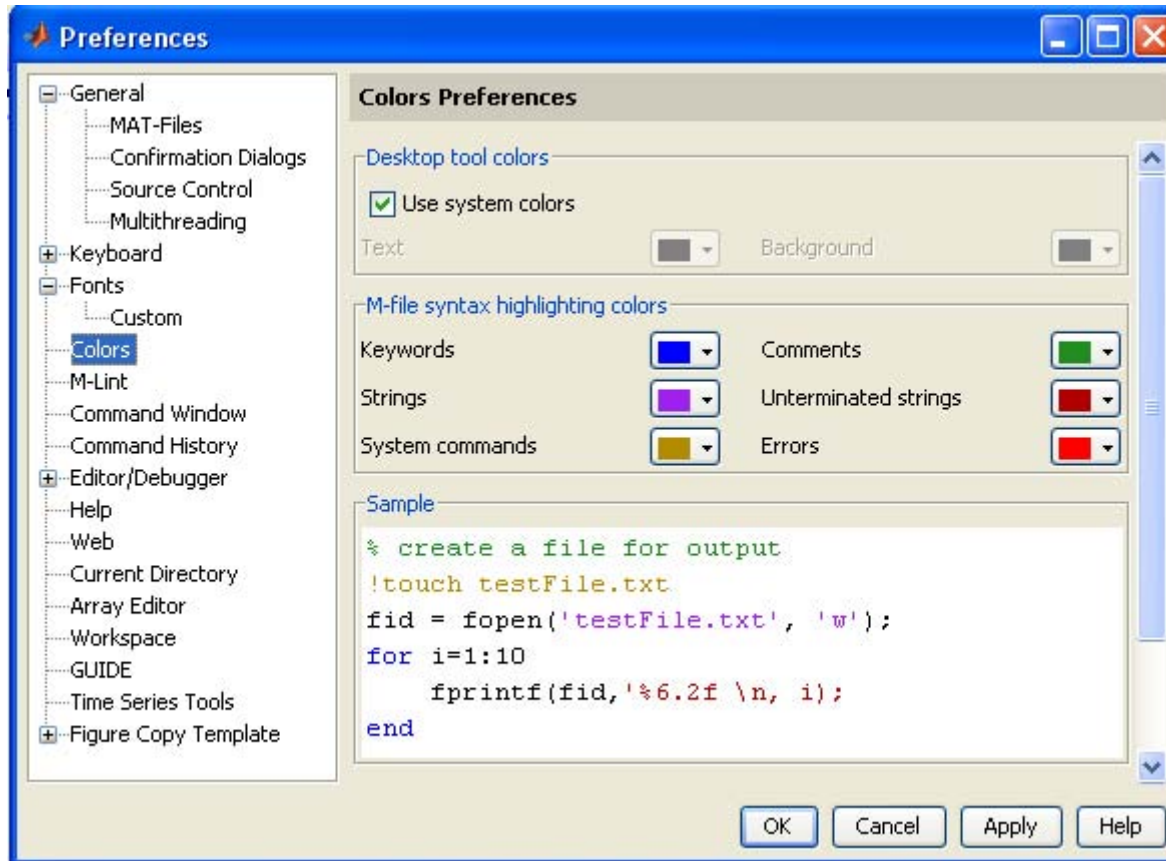 Preferences
General
MAT-Files
Confirmation Dialogs
Source Control
Multithreading
Keyboard
Fonts
Custom
Colors
M-Lint
Command Window
Command History
Editor/Debugger
Help
Web
Current Directory
Array Editor
Workspace
GUIDE
Time Series Tools
Figure Copy Template
Colors Preferences
Desktop tool colors
Use system colors
Text Background
M-file syntax highlighting colors
Keywords Comments
Strings Unterminated strings
System commands Errors
Sample
% create a file for output
!touch testFile.txt
fid = fopen('testFile.txt', 'w');
for i=1:10
    fprintf(fid,'%6.2f \n, i);
end
OK Cancel Apply Help